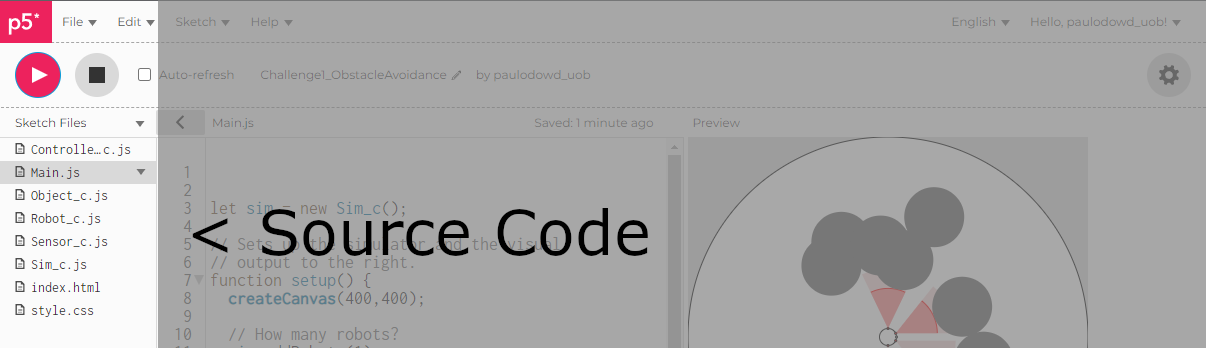 p5*
File Edit Sketch Help English Hello, paulodowd_uob!
Auto-refresh Challenge1_ObstacleAvoidance by paulodowd_uob
Sketch Files Main.js Saved: 1 minute ago Preview
Controlle…c.js
Main.js
Object_c.js
Robot_c.js
Sensor_c.js
Sim_c.js
index.html
style.css
1
2
3 let sim = new Sim_c();
4
< Source Code
5 // Sets up the simulator and the visual
6 // output to the right.
7 function setup() {
8 createCanvas(400,400);
9
10 // How many robots?